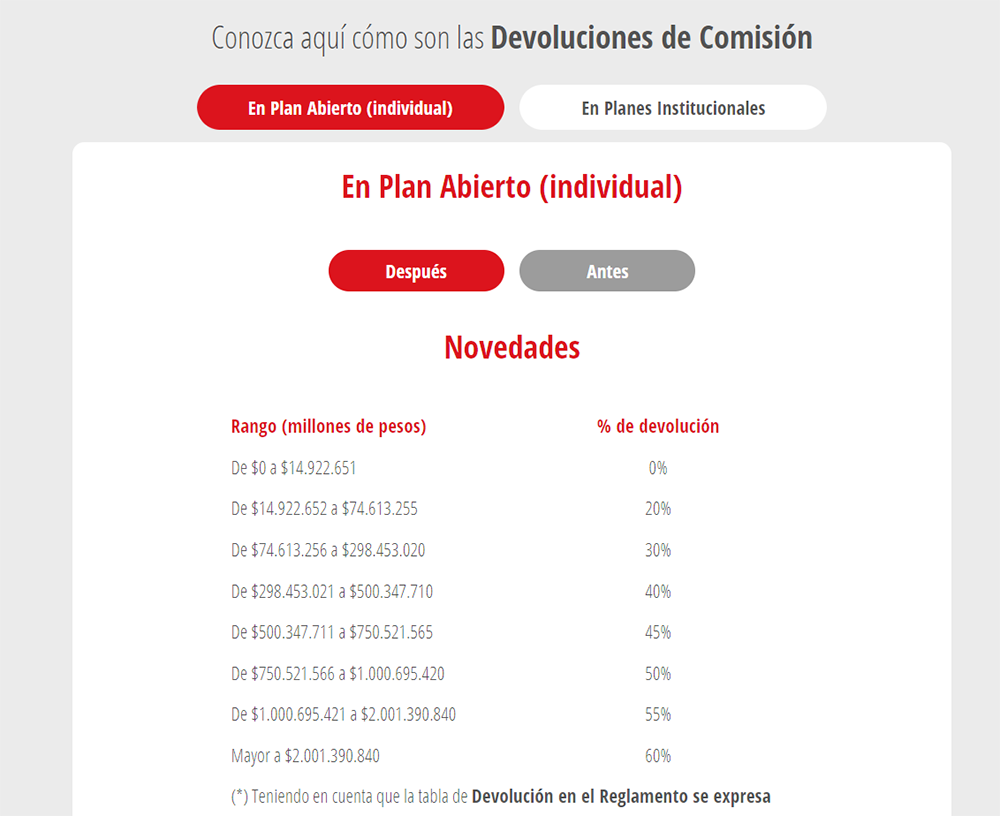 Conozca aquí cómo son las Devoluciones de Comisión
En Plan Abierto (individual) En Planes Institucionales
En Plan Abierto (individual)
Después Antes
Novedades
Rango (millones de pesos) % de devolución
De $0 a $14.922.651 0%
De $14.922.652 a $74.613.255 20%
De $74.613.256 a $298.453.020 30%
De $298.453.021 a $500.347.710 40%
De $500.347.711 a $750.521.565 45%
De $750.521.566 a $1.000.695.420 50%
De $1.000.695.421 a $2.001.390.840 55%
Mayor a $2.001.390.840 60%
(*) Teniendo en cuenta que la tabla de Devolución en el Reglamento se expresa